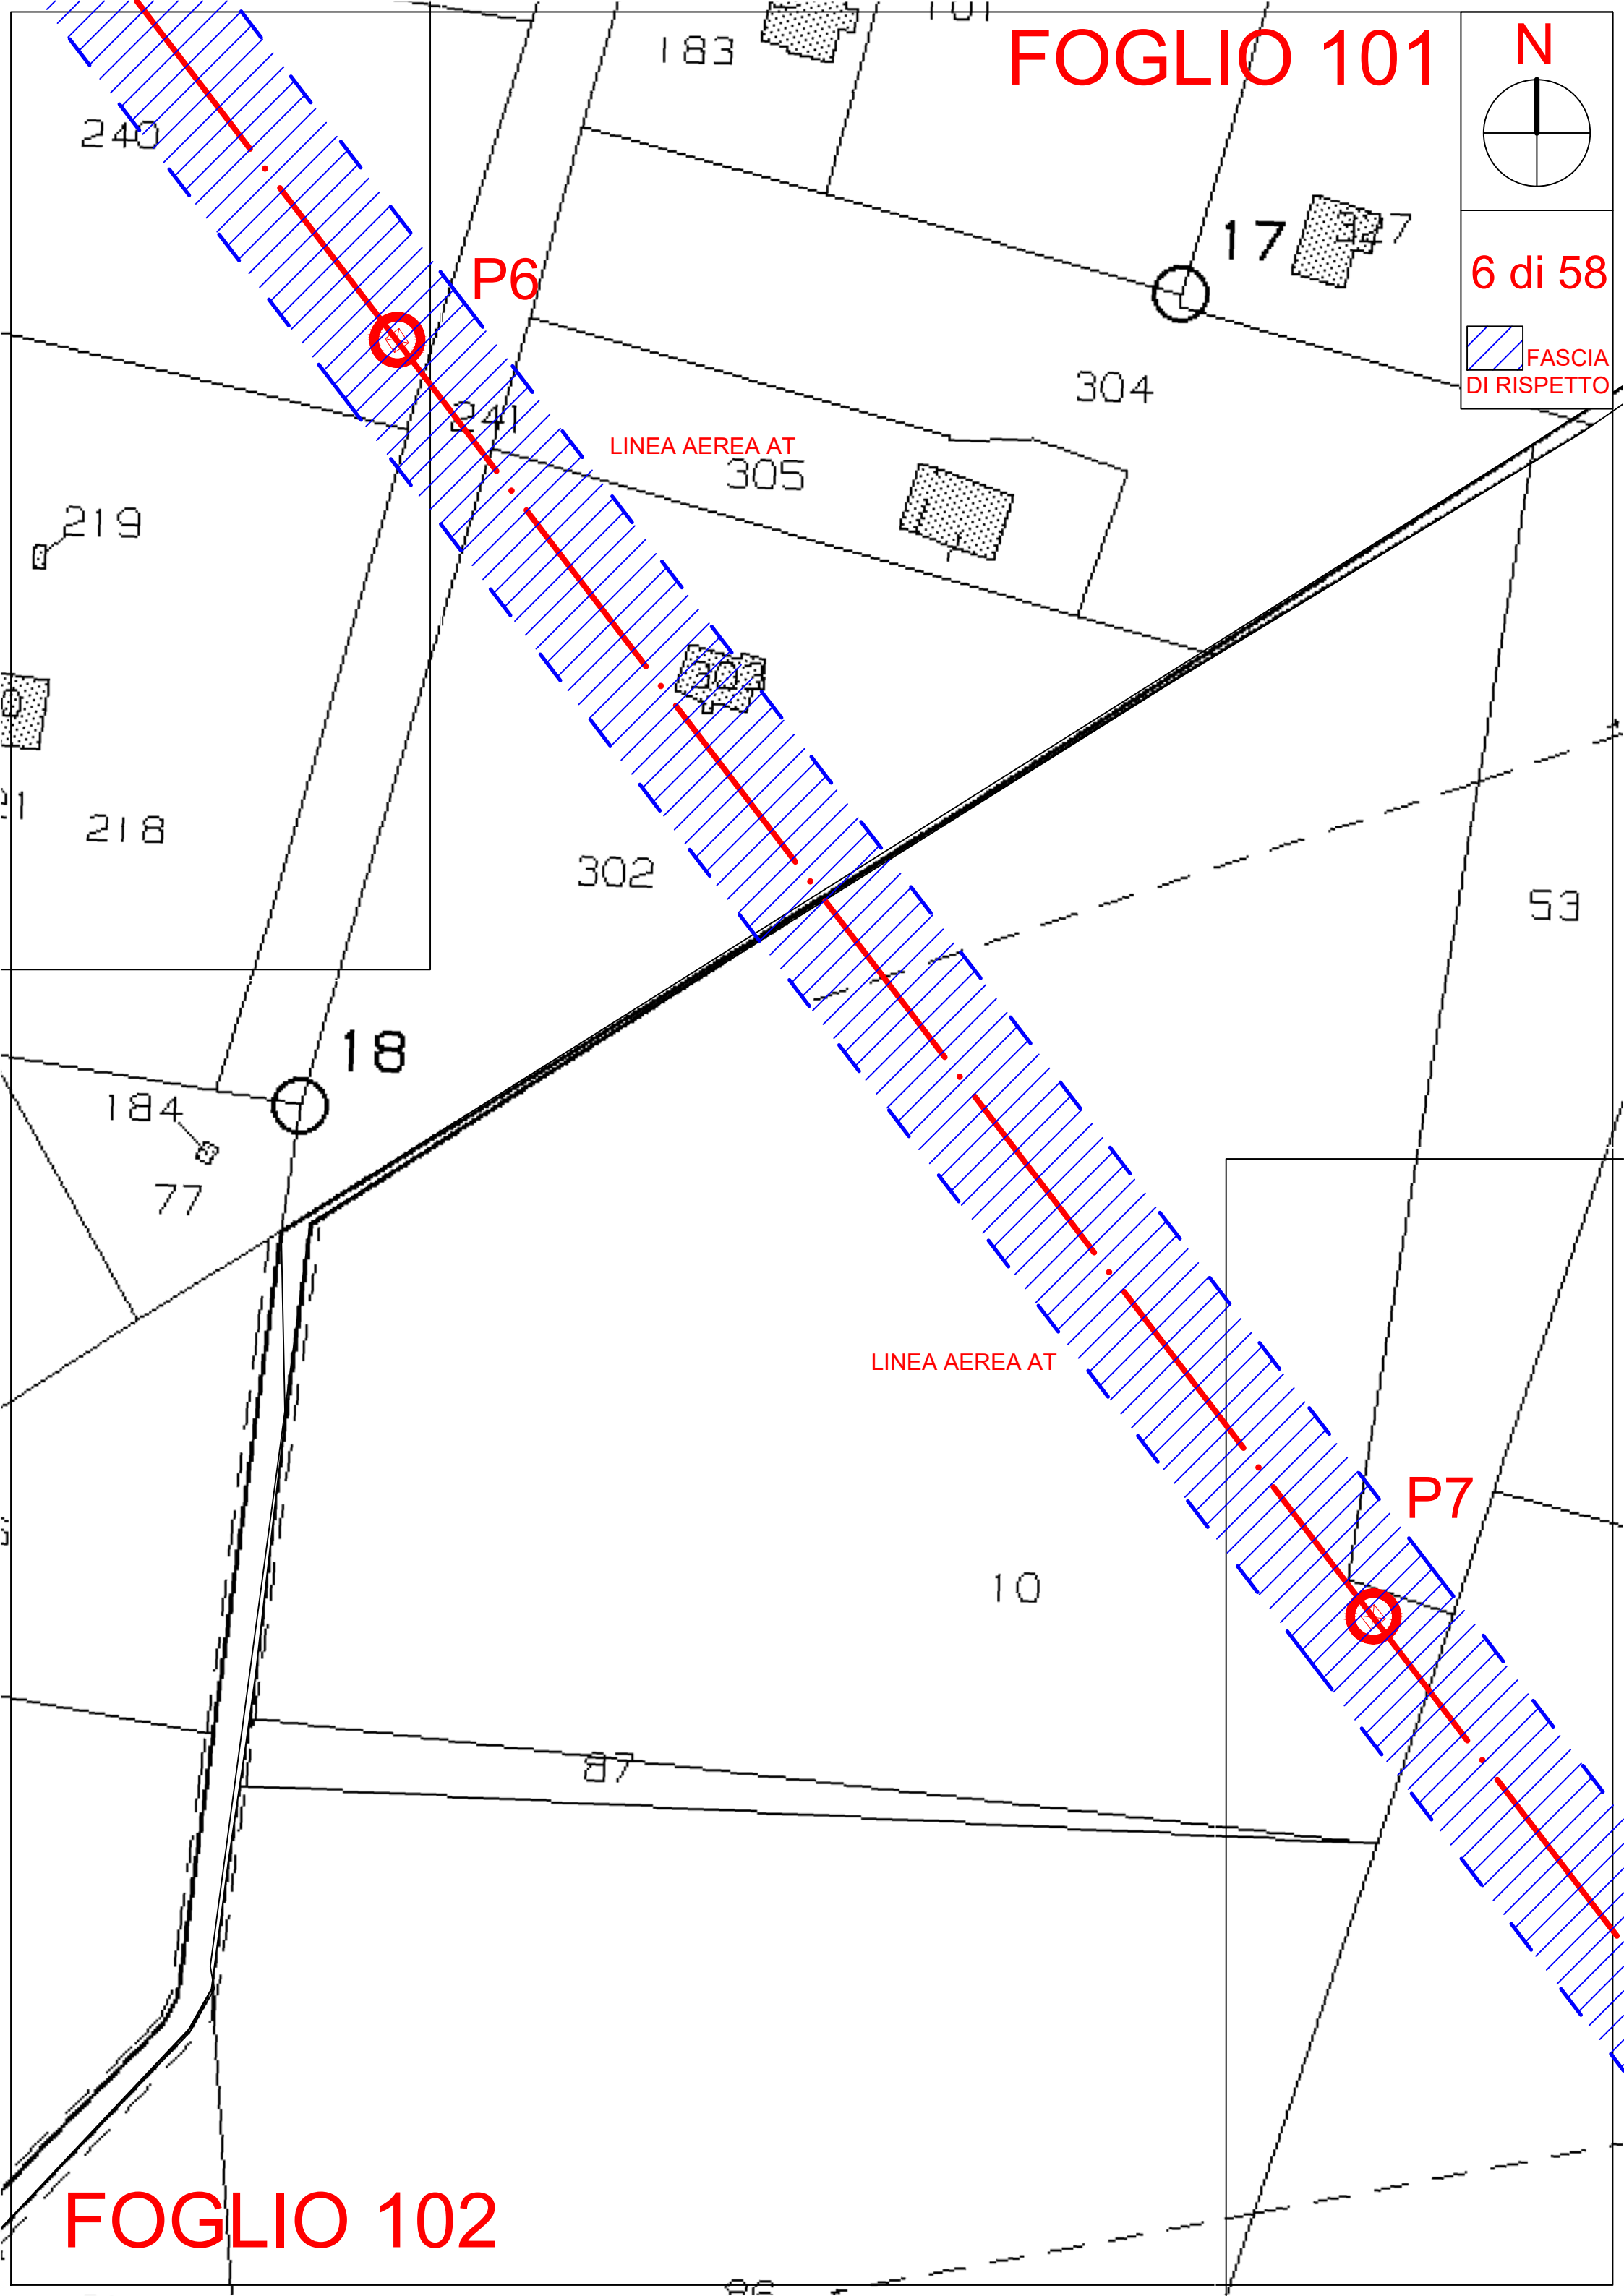 183
FOGLIO 101
N
240
17
6 di 58
P6
FASCIA
DI RISPETTO
304
241
LINEA AEREA AT
305
219
218
302
53
18
184
77
LINEA AEREA AT
P7
10
87
FOGLIO 102